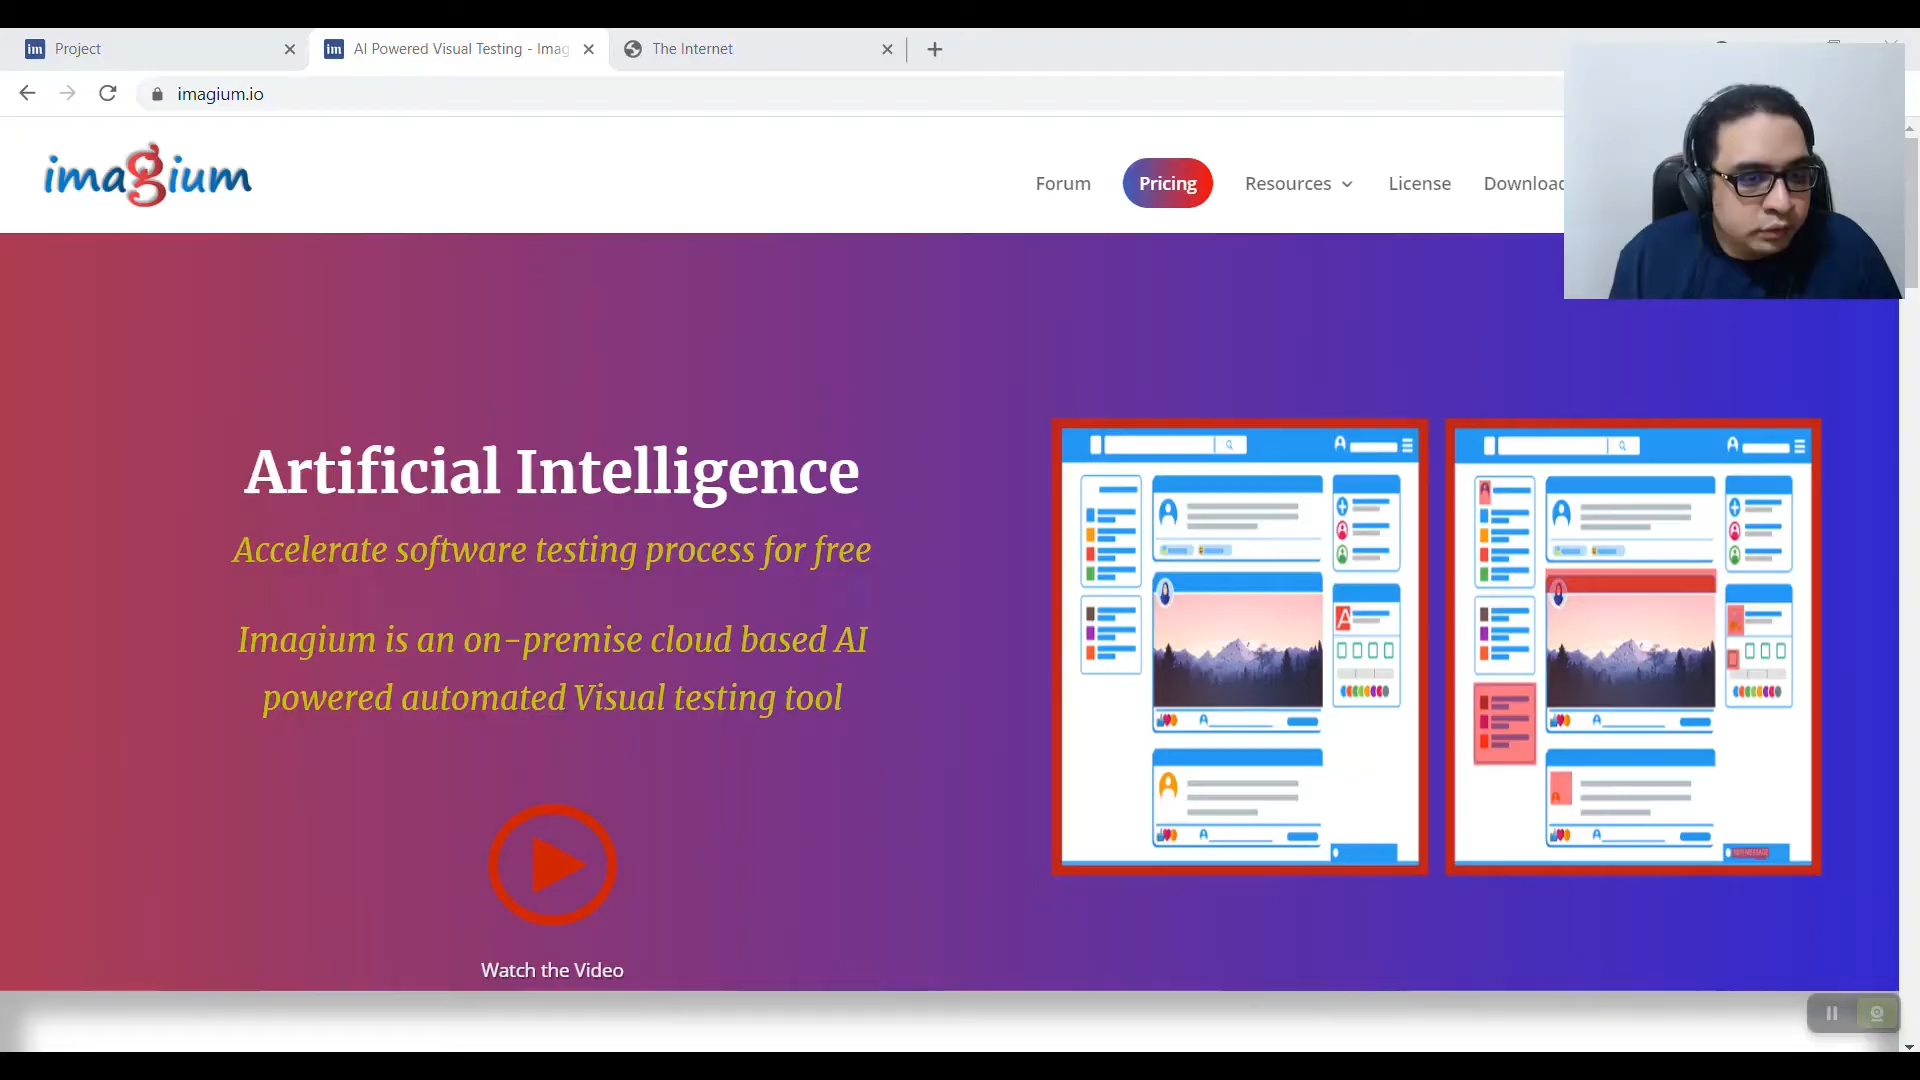 im Project
im AI Powered Visual Testing - Imag
The Internet
imagium.io
imagium
Forum
Pricing
Resources
License
Download
Artificial Intelligence
Accelerate software testing process for free
Imagium is an on-premise cloud based AI
powered automated Visual testing tool
Watch the Video